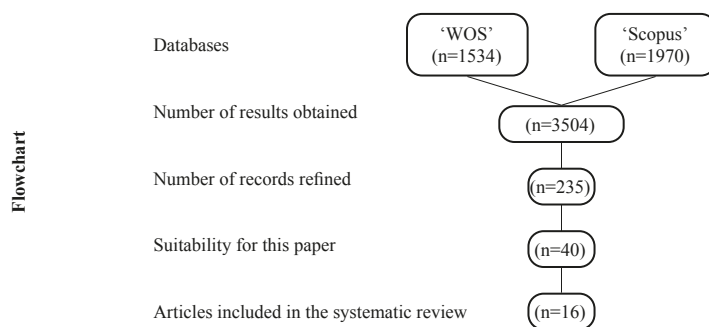 Flowchart
Databases
‘WOS’
(n=1534)
‘Scopus’
(n=1970)
Number of results obtained
(n=3504)
Number of records refined
(n=235)
Suitability for this paper
(n=40)
Articles included in the systematic review
(n=16)